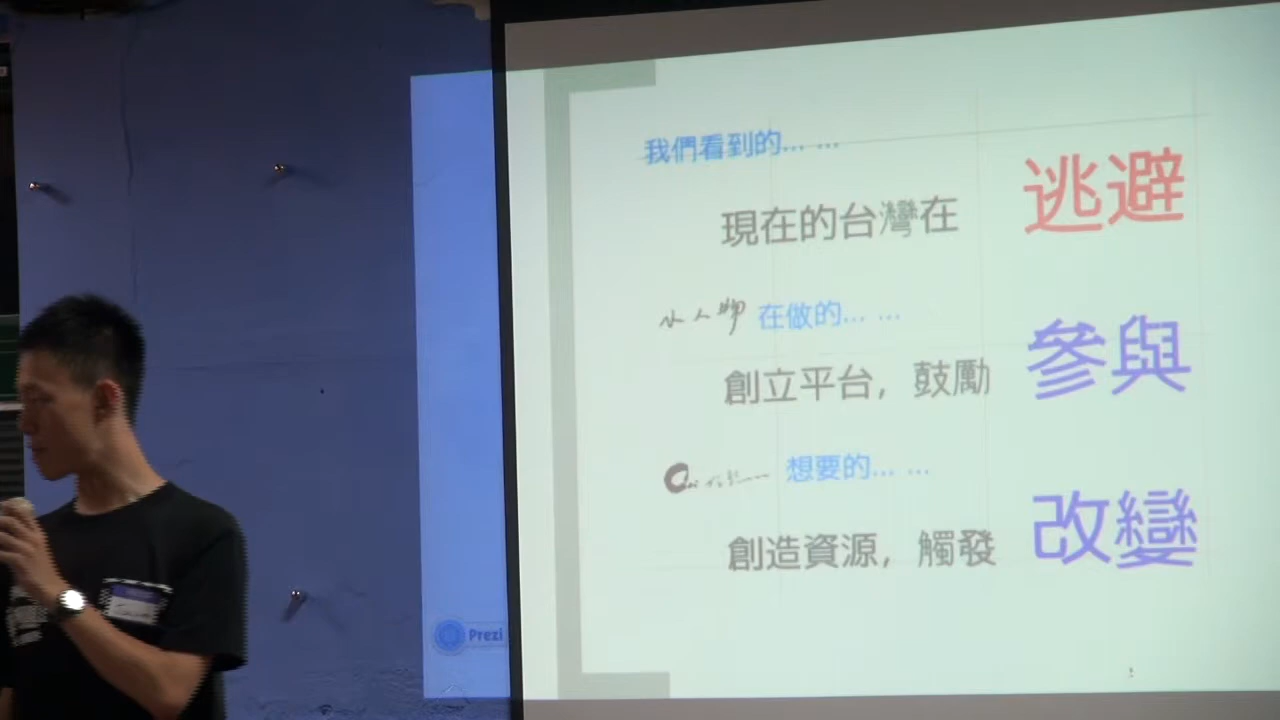 我們看到的... ...
現在的台灣在 逃避
在做的... ...
創立平台，鼓勵 參與
想要的... ...
創造資源，觸發 改變
Prezi